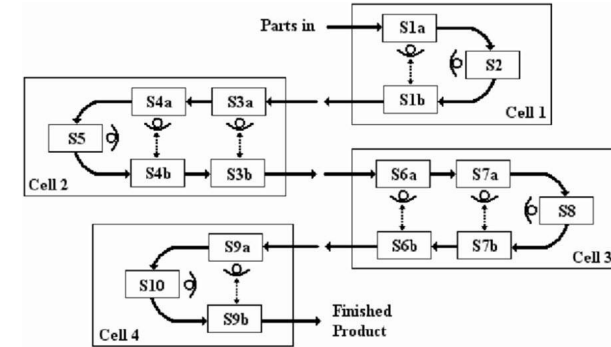 Parts in
S1a
S2
S1b
Cell 1
S4a
S3a
S5
S4b
S3b
Cell 2
S6a
S7a
S8
S6b
S7b
Cell 3
S9a
S10
S9b
Cell 4
Finished
Product